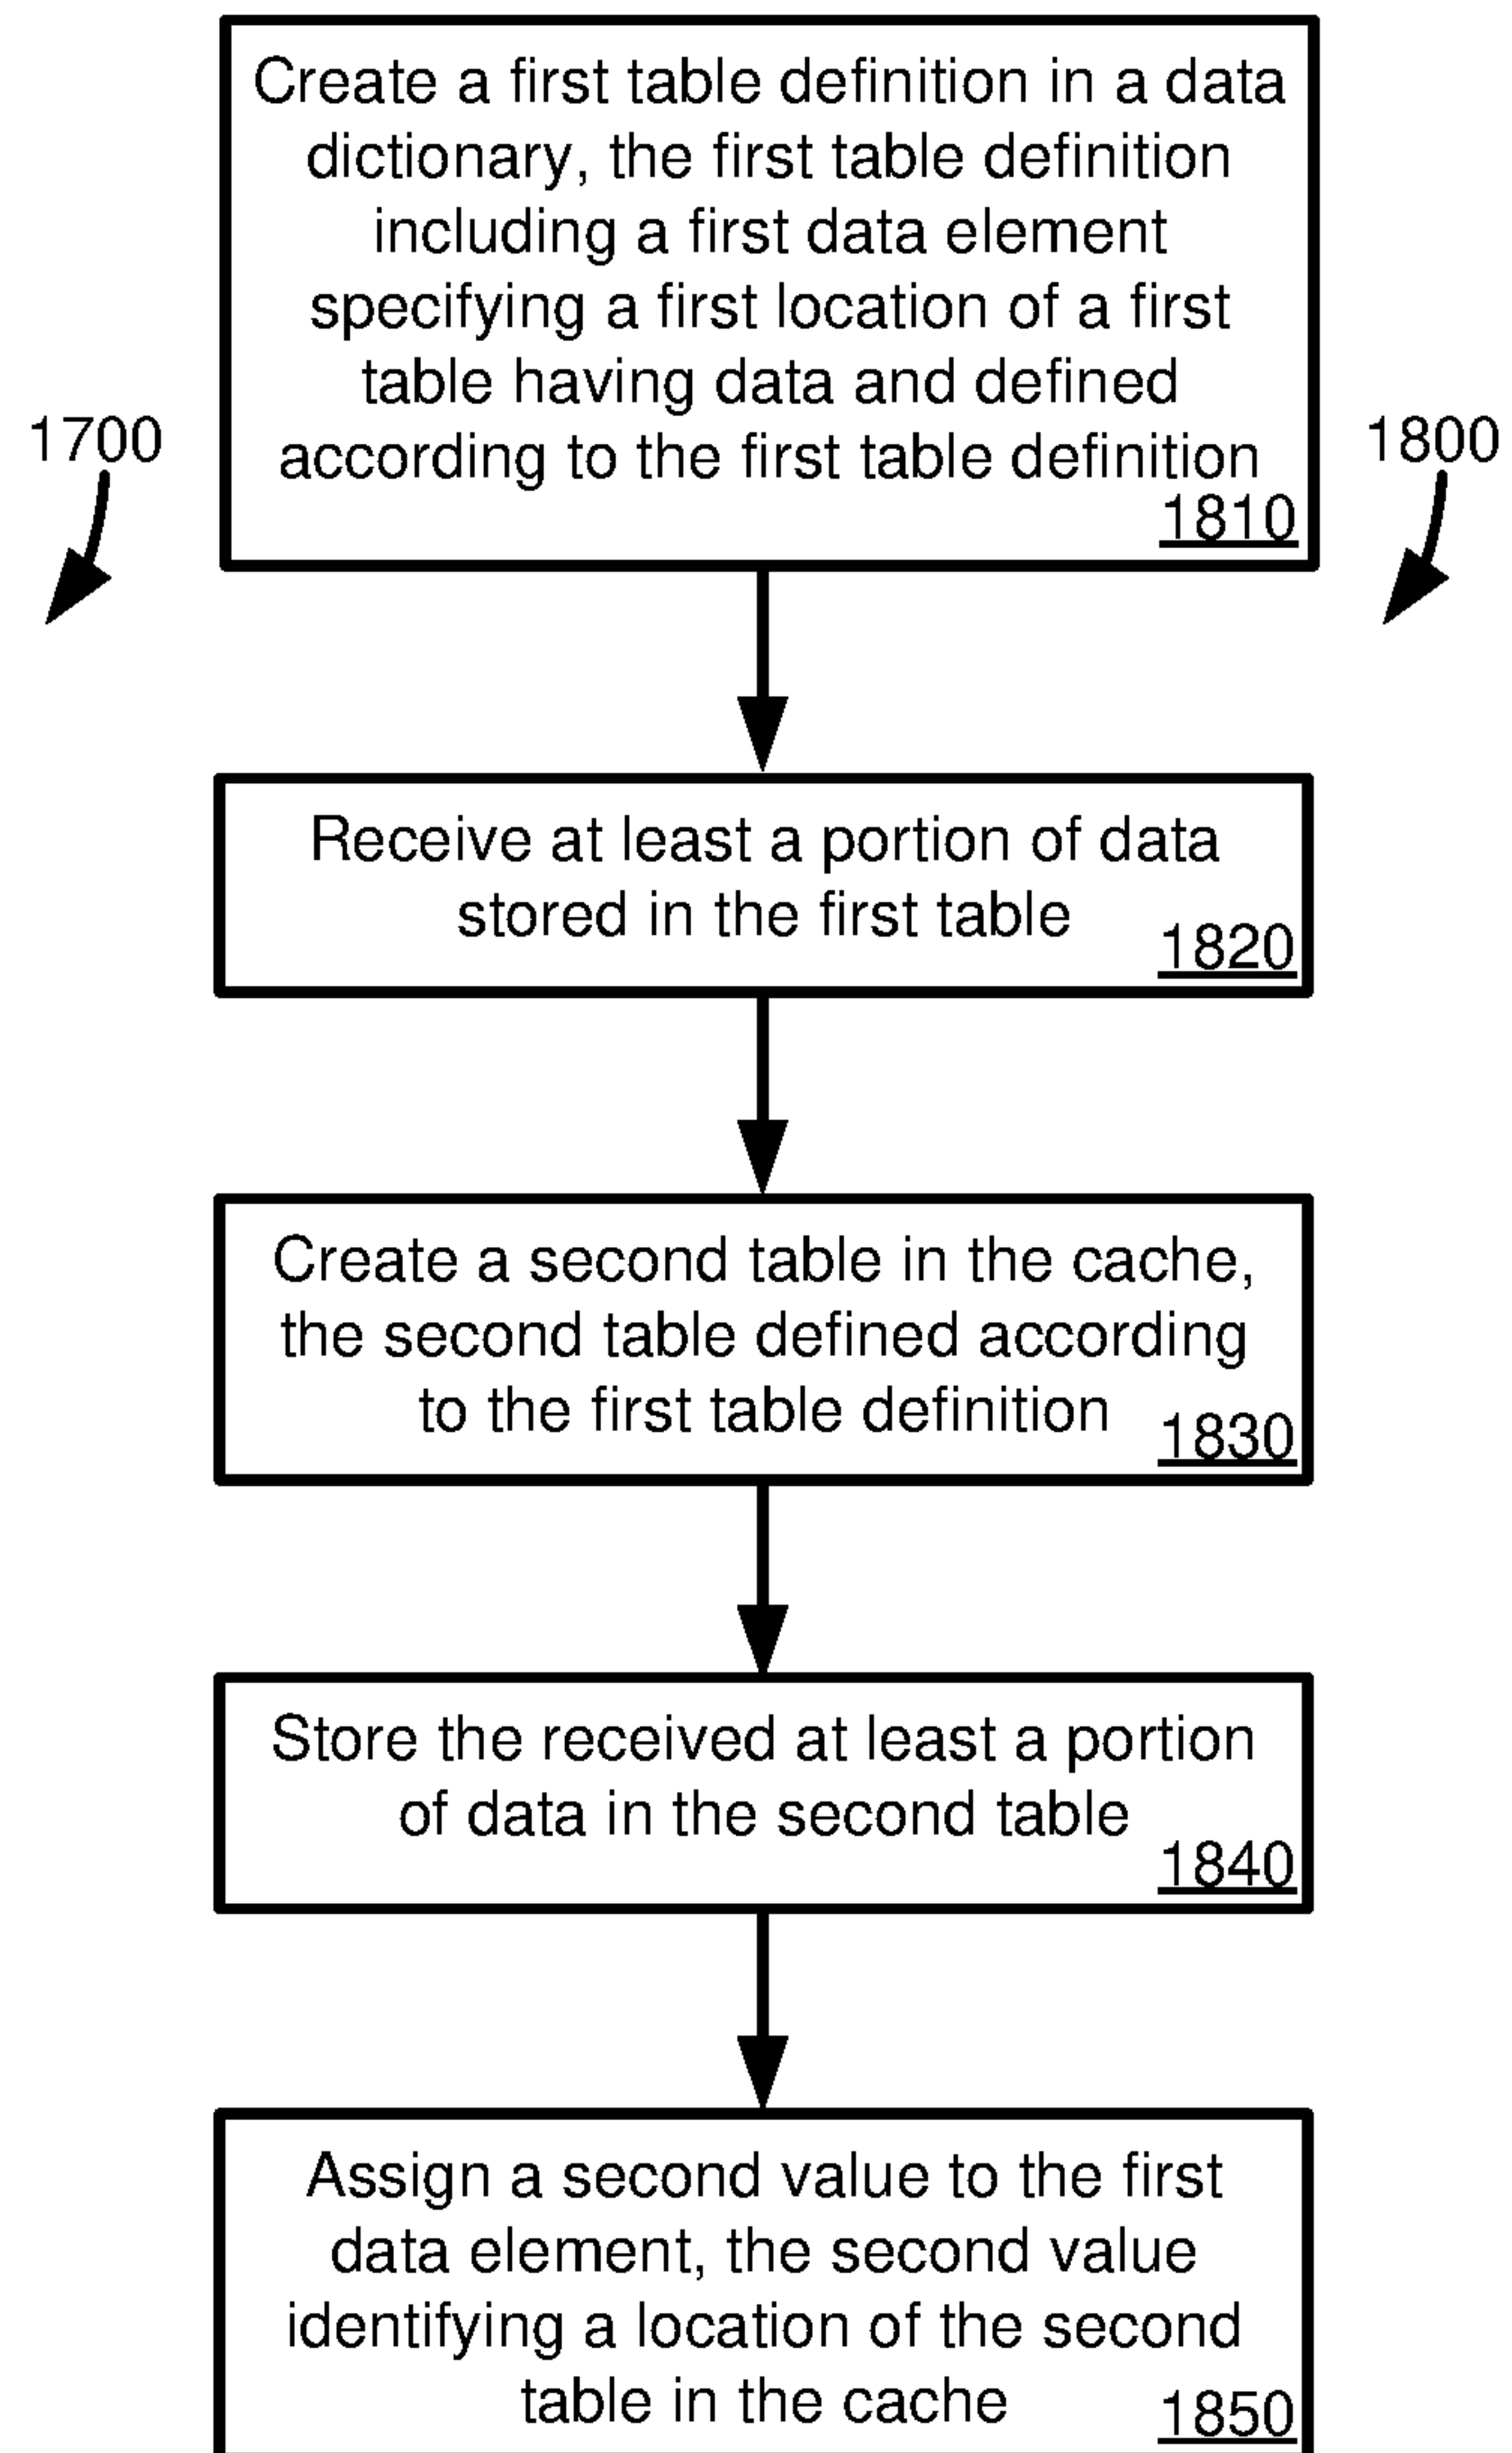 Create a first table definition in a data
dictionary, the first table definition
including a first data element
specifying a first location of a first
table having data and defined
according to the first table definition
1810
1700
1800
Receive at least a portion of data
stored in the first table
1820
Create a second table in the cache,
the second table defined according
to the first table definition
1830
Store the received at least a portion
of data in the second table
1840
Assign a second value to the first
data element, the second value
identifying a location of the second
table in the cache
1850